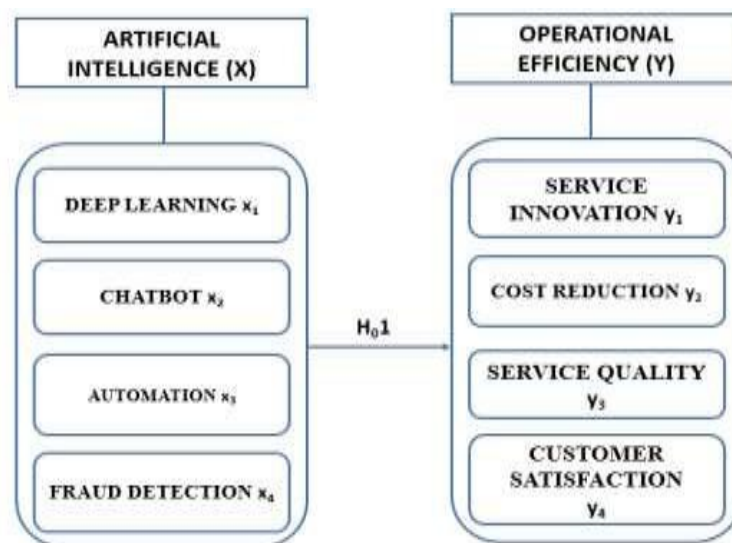 ARTIFICIAL
INTELLIGENCE (X)
DEEP LEARNING x₁
CHATBOT x₂
AUTOMATION x₃
FRAUD DETECTION x₄
H₀1
OPERATIONAL
EFFICIENCY (Y)
SERVICE
INNOVATION y₁
COST REDUCTION y₂
SERVICE QUALITY
y₃
CUSTOMER
SATISFACTION
y₄